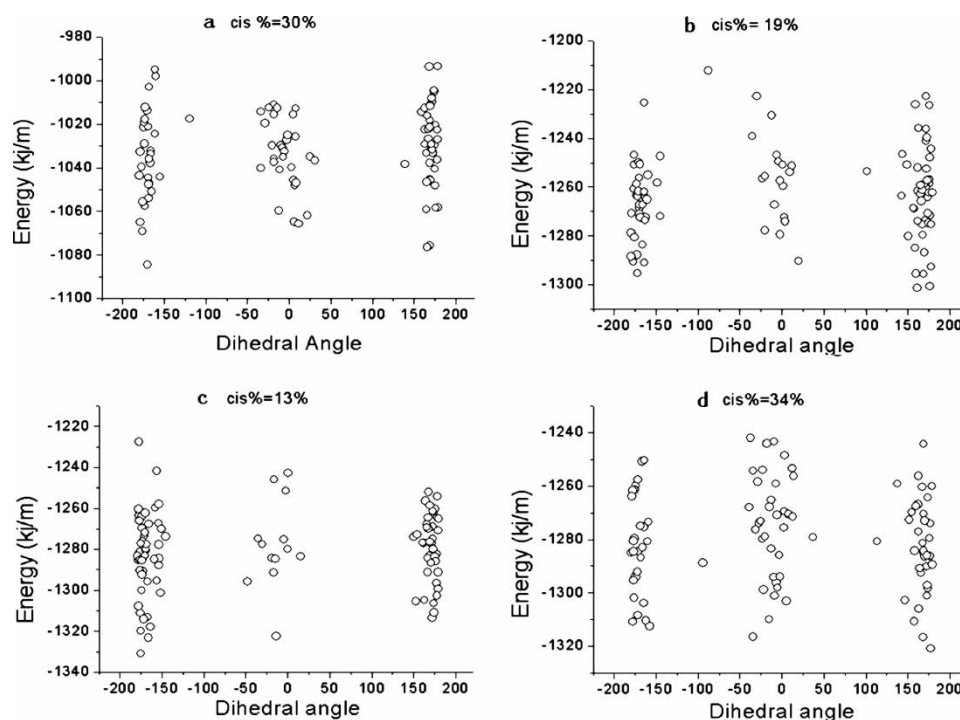 a cis %=30%
-980
-1000
-1020
-1040
-1060
-1080
-1100
Energy (kj/m)
-200 -150 -100 -50 0 50 100 150 200
Dihedral Angle
b cis%= 19%
-1200
-1220
-1240
-1260
-1280
-1300
Energy (kj/m)
-200 -150 -100 -50 0 50 100 150 200
Dihedral angle
c cis%=13%
-1220
-1240
-1260
-1280
-1300
-1320
-1340
Energy (kj/m)
-200 -150 -100 -50 0 50 100 150 200
Dihedral angle
d cis%=34%
-1240
-1260
-1280
-1300
-1320
Energy (kj/m)
-200 -150 -100 -50 0 50 100 150 200
Dihedral angle